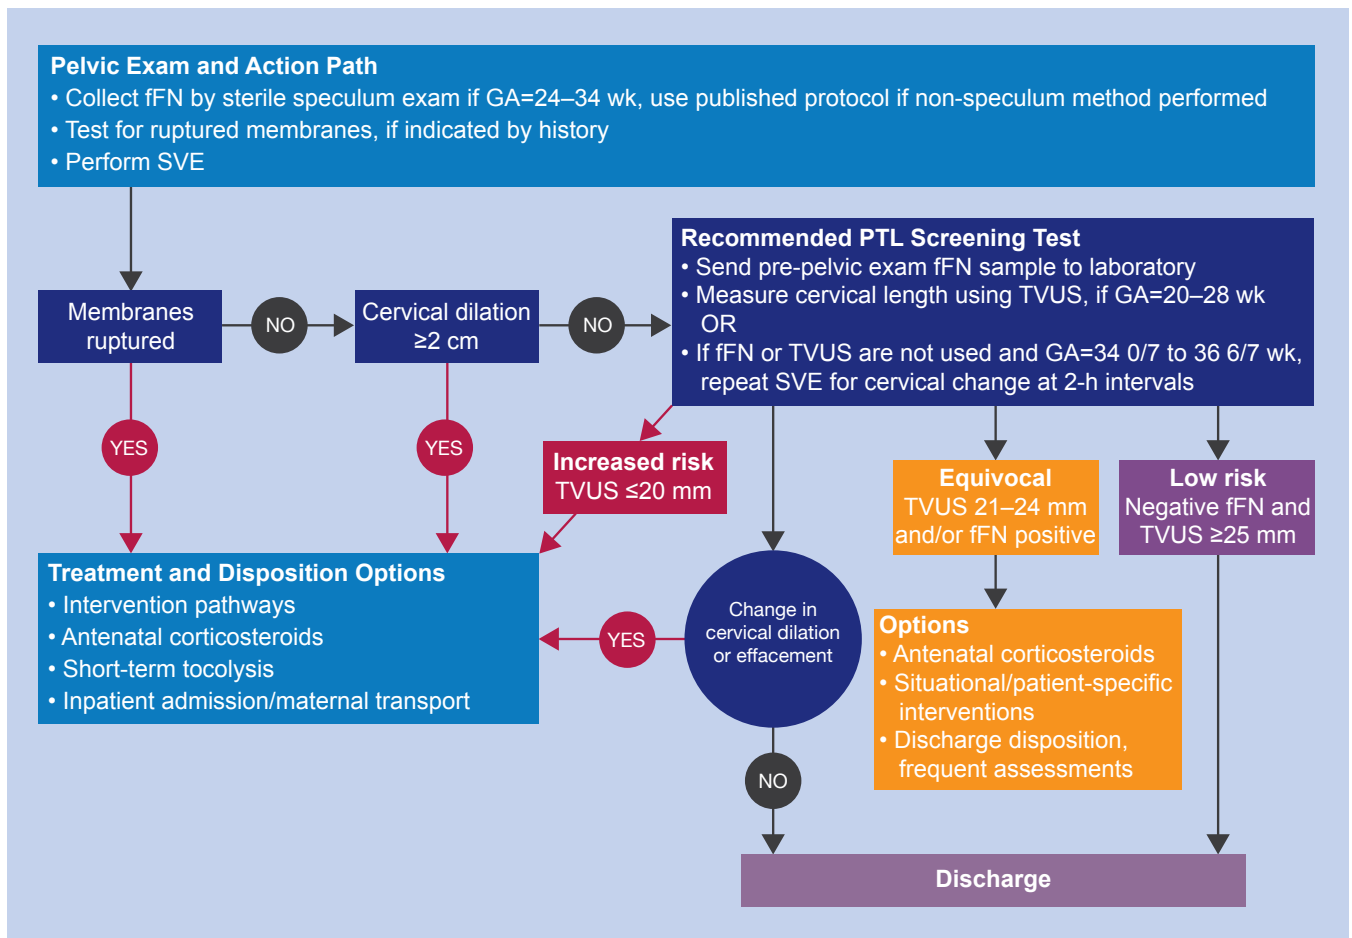 Pelvic Exam and Action Path
• Collect fFN by sterile speculum exam if GA=24–34 wk, use published protocol if non-speculum method performed
• Test for ruptured membranes, if indicated by history
• Perform SVE
Membranes
ruptured
NO
Cervical dilation
≥2 cm
NO
Recommended PTL Screening Test
• Send pre-pelvic exam fFN sample to laboratory
• Measure cervical length using TVUS, if GA=20–28 wk
OR
• If fFN or TVUS are not used and GA=34 0/7 to 36 6/7 wk,
repeat SVE for cervical change at 2-h intervals
YES
YES
Increased risk
TVUS ≤20 mm
Equivocal
TVUS 21–24 mm
and/or fFN positive
Low risk
Negative fFN and
TVUS ≥25 mm
Treatment and Disposition Options
• Intervention pathways
• Antenatal corticosteroids
• Short-term tocolysis
• Inpatient admission/maternal transport
YES
Change in
cervical dilation
or effacement
Options
• Antenatal corticosteroids
• Situational/patient-specific
interventions
• Discharge disposition,
frequent assessments
NO
Discharge